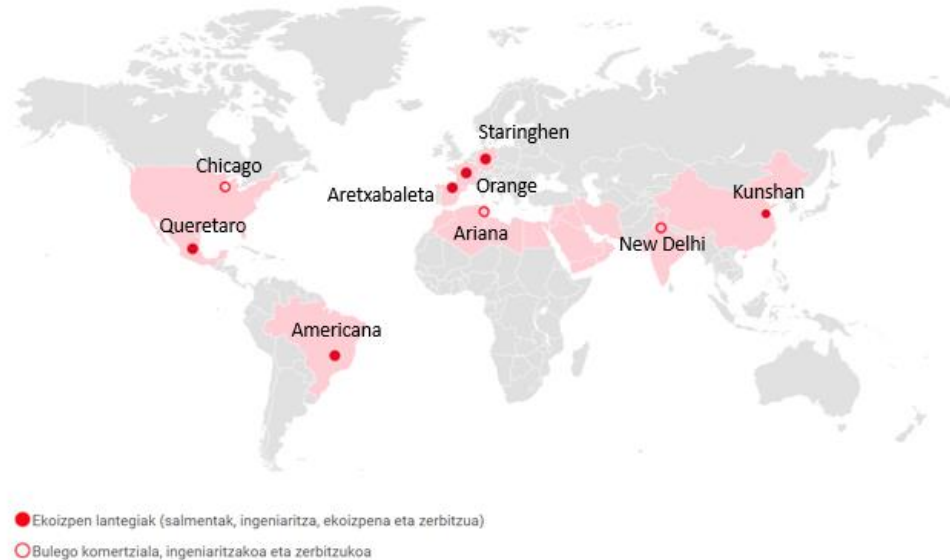 Staringhen
Chicago
Kunshan
Aretxabaleta
Orange
Queretaro
Ariana
New Delhi
Americana
Ekoizpen lantegiak (salmentak, ingeniaritza, ekoizpena eta zerbitzua)
Bulego komertziala, ingeniaritzakoa eta zerbitzukoa